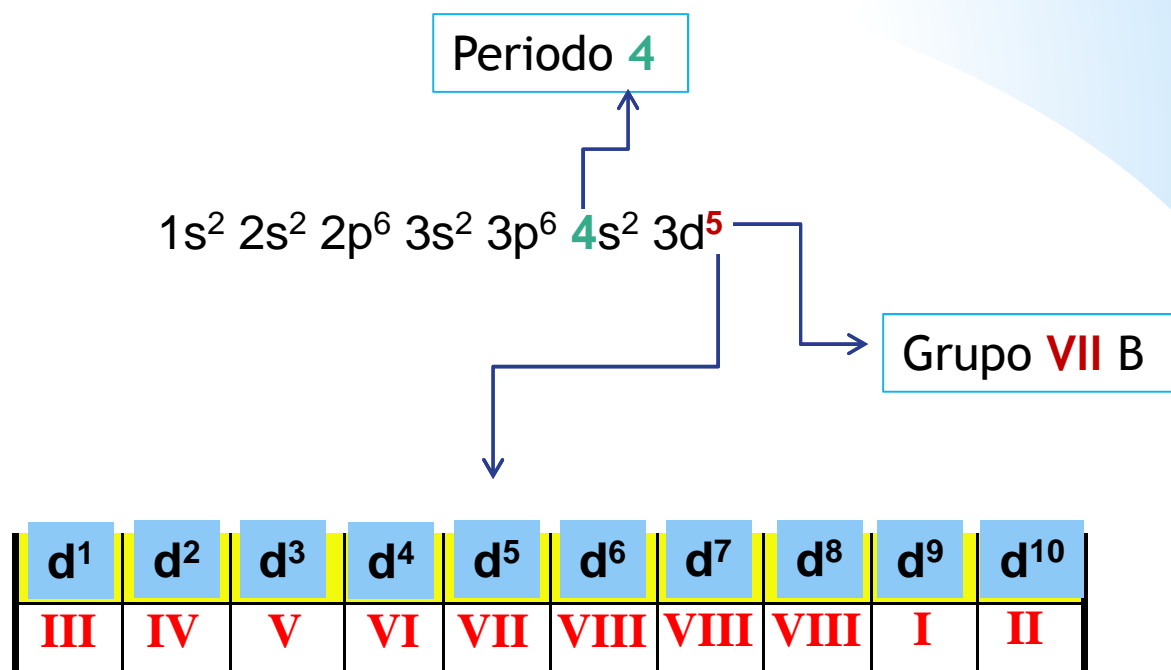 Periodo 4
1s² 2s² 2p⁶ 3s² 3p⁶ 4s² 3d⁵
Grupo VII B
d¹ d² d³ d⁴ d⁵ d⁶ d⁷ d⁸ d⁹ d¹⁰
III IV V VI VII VIII VIII VIII I II